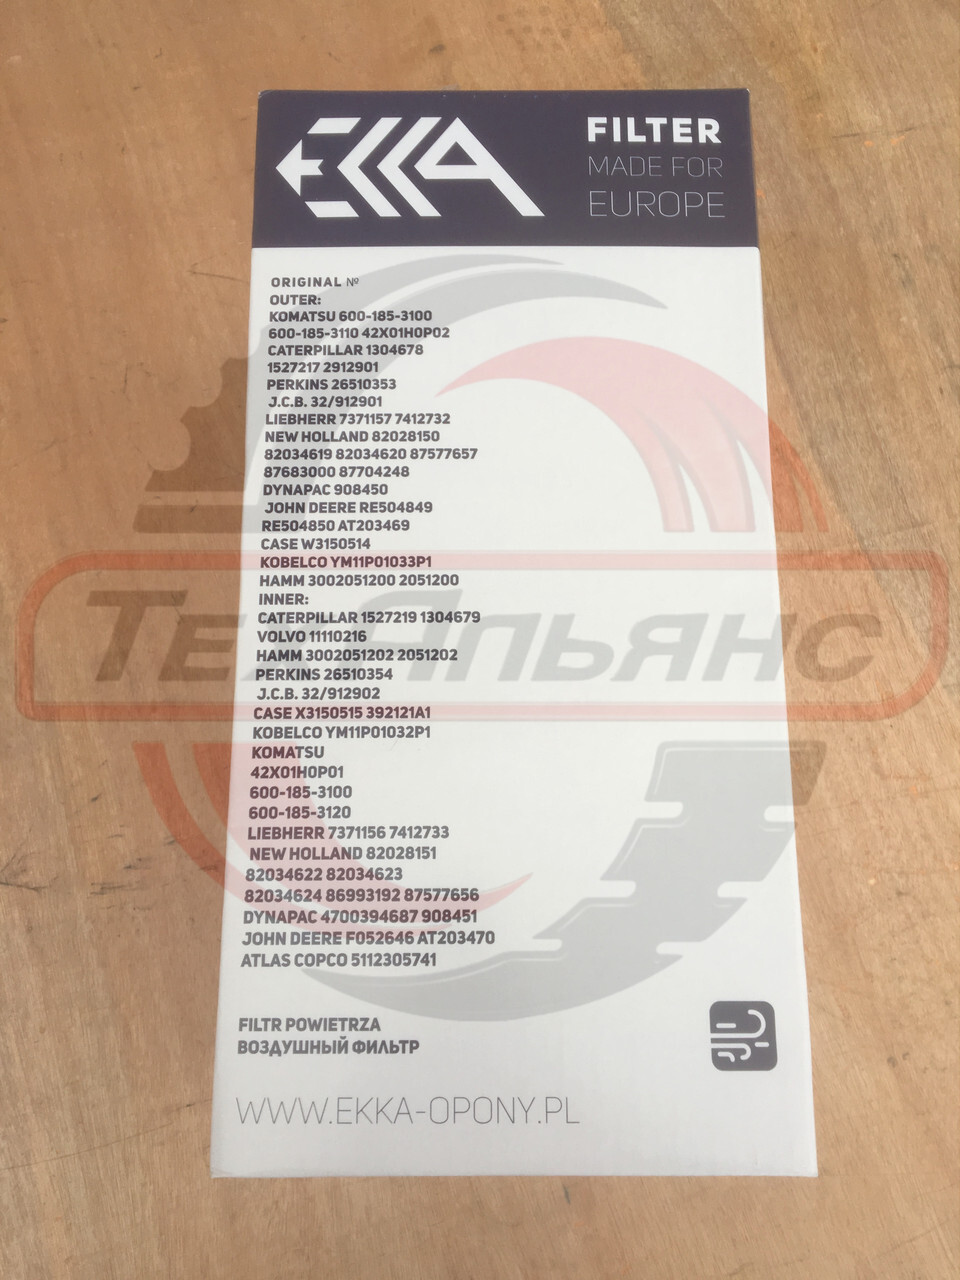 EKKA
FILTER
MADE FOR
EUROPE
ORIGINAL №
OUTER:
KOMATSU 600-185-3100
600-185-3110 42X01H0P02
CATERPILLAR 1304678
1527217 2912901
PERKINS 26510353
J.C.B. 32/912901
LIEBHERR 7371157 7412732
NEW HOLLAND 82028150
82034619 82034620 87577657
87683000 87704248
DYNAPAC 908450
JOHN DEERE RE504849
RE504850 AT203469
CASE W3150514
KOBELCO YM11P01033P1
HAMM 3002051200 2051200
INNER:
CATERPILLAR 1527219 1304679
VOLVO 11110216
HAMM 3002051202 2051202
PERKINS 26510354
J.C.B. 32/912902
CASE X3150515 392121A1
KOBELCO YM11P01032P1
KOMATSU
42X01H0P01
600-185-3100
600-185-3120
LIEBHERR 7371156 7412733
NEW HOLLAND 82028151
82034622 82034623
82034624 86993192 87577656
DYNAPAC 4700394687 908451
JOHN DEERE F052646 AT203470
ATLAS COPCO 5112305741
FILTR POWIETRZA
ВОЗДУШНЫЙ ФИЛЬТР
WWW.EKKA-OPONY.PL
ТехАльянс